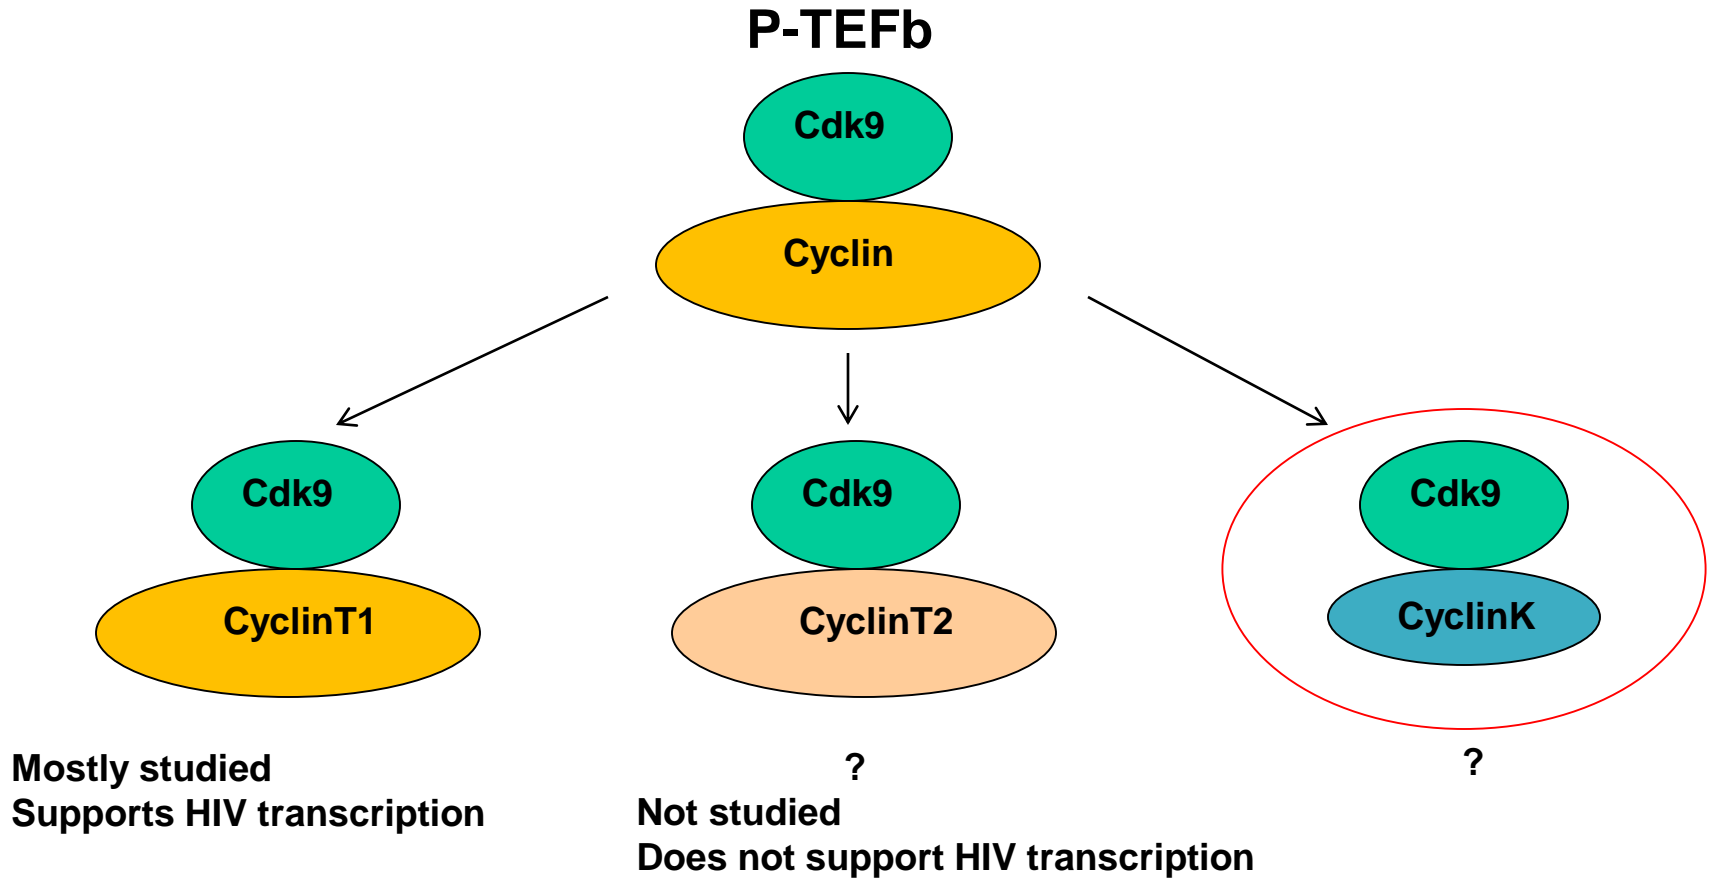 P-TEFb
Cdk9
Cyclin
Cdk9
Cdk9
Cdk9
CyclinT1
CyclinT2
CyclinK
Mostly studied
Supports HIV transcription
?
Not studied
Does not support HIV transcription
?